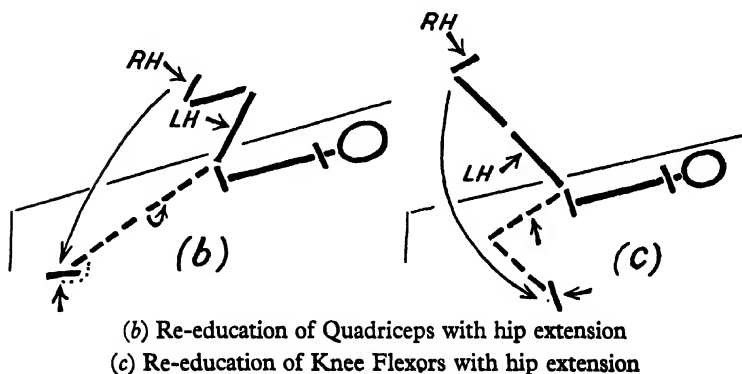 RH
LH
(b)
RH
LH
(c)
(b) Re-education of Quadriceps with hip extension
(c) Re-education of Knee Flexors with hip extension